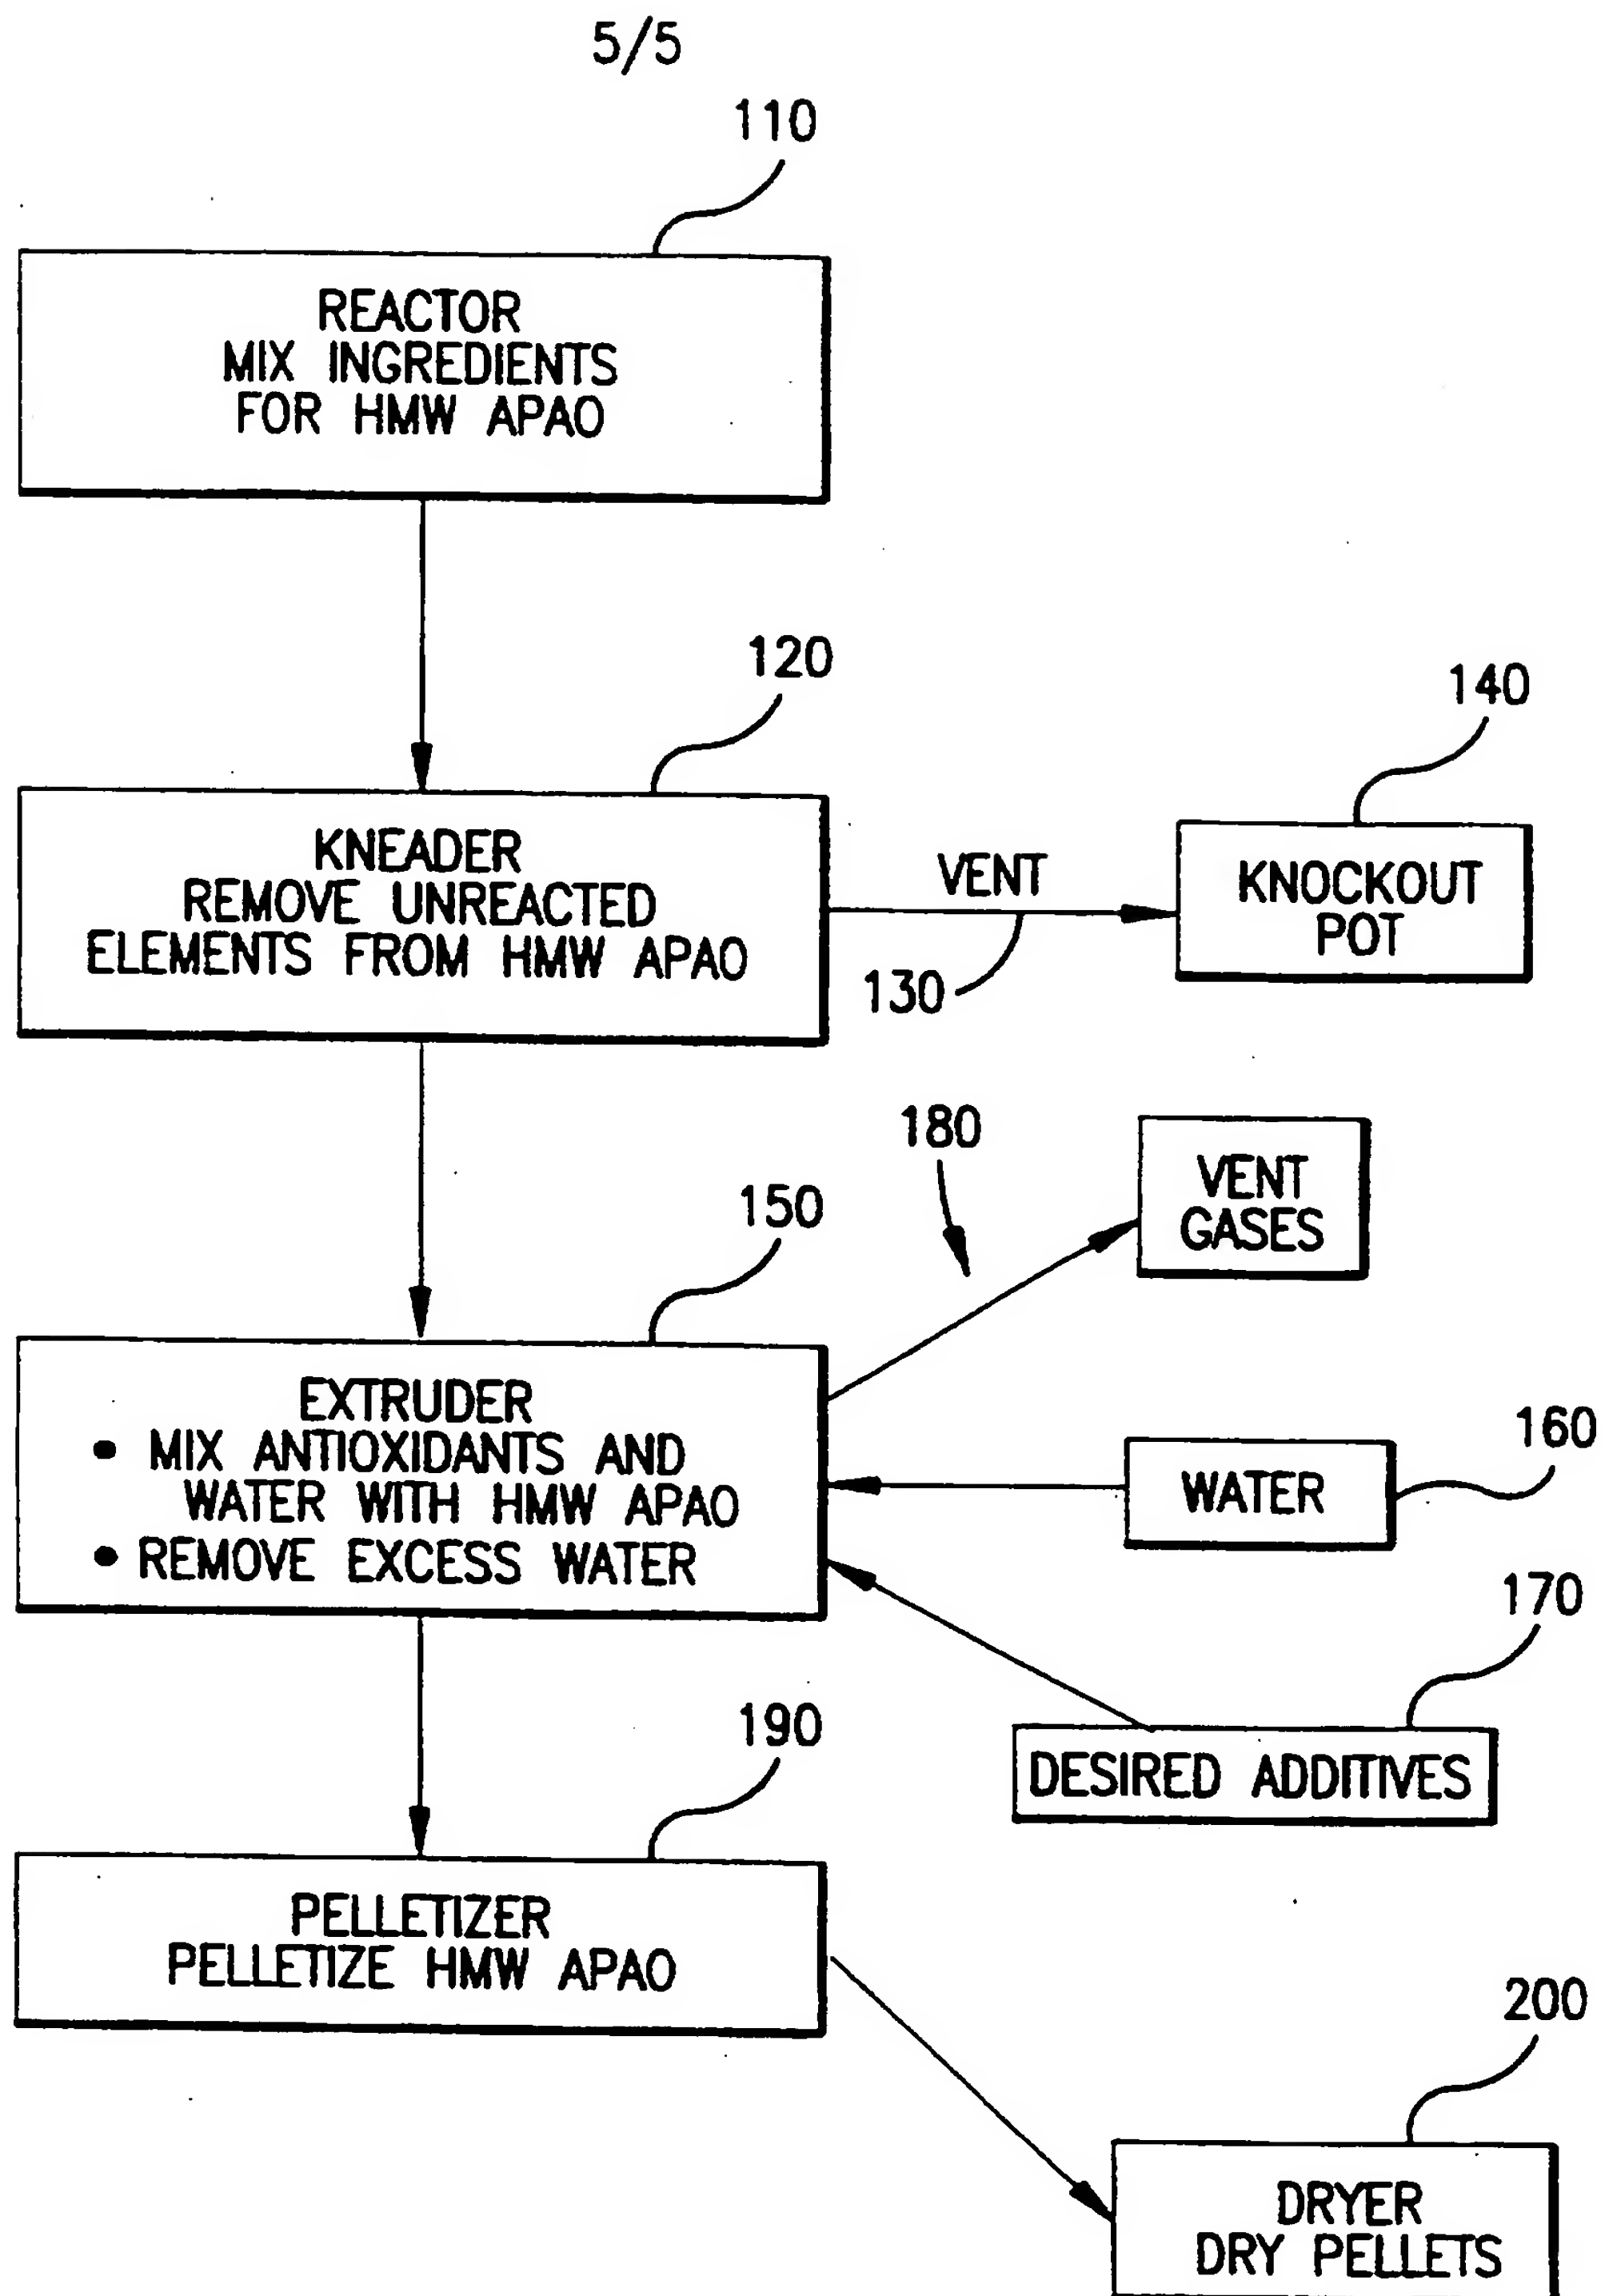 5/5
110
REACTOR
MIX INGREDIENTS
FOR HMW APAO
120
140
KNEADER
REMOVE UNREACTED
ELEMENTS FROM HMW APAO
VENT
130
KNOCKOUT
POT
180
VENT
GASES
150
EXTRUDER
• MIX ANTIOXIDANTS AND
WATER WITH HMW APAO
• REMOVE EXCESS WATER
160
WATER
170
DESIRED ADDITIVES
190
PELLETIZER
PELLETIZE HMW APAO
200
DRYER
DRY PELLETS